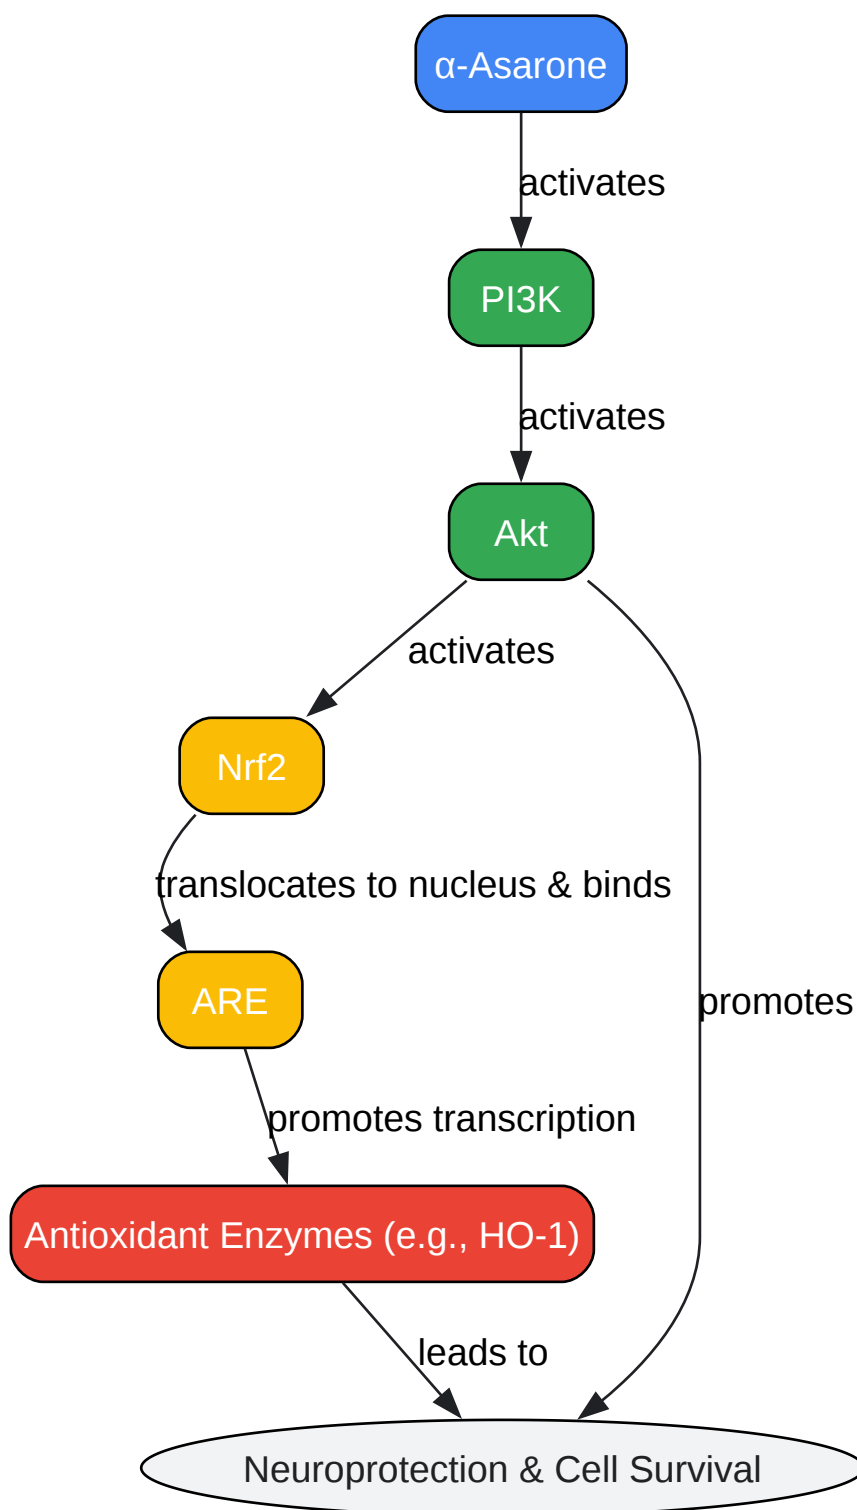 α-Asarone
activates
PI3K
activates
Akt
activates
Nrf2
translocates to nucleus & binds
ARE
promotes
promotes transcription
Antioxidant Enzymes (e.g., HO-1)
leads to
Neuroprotection & Cell Survival